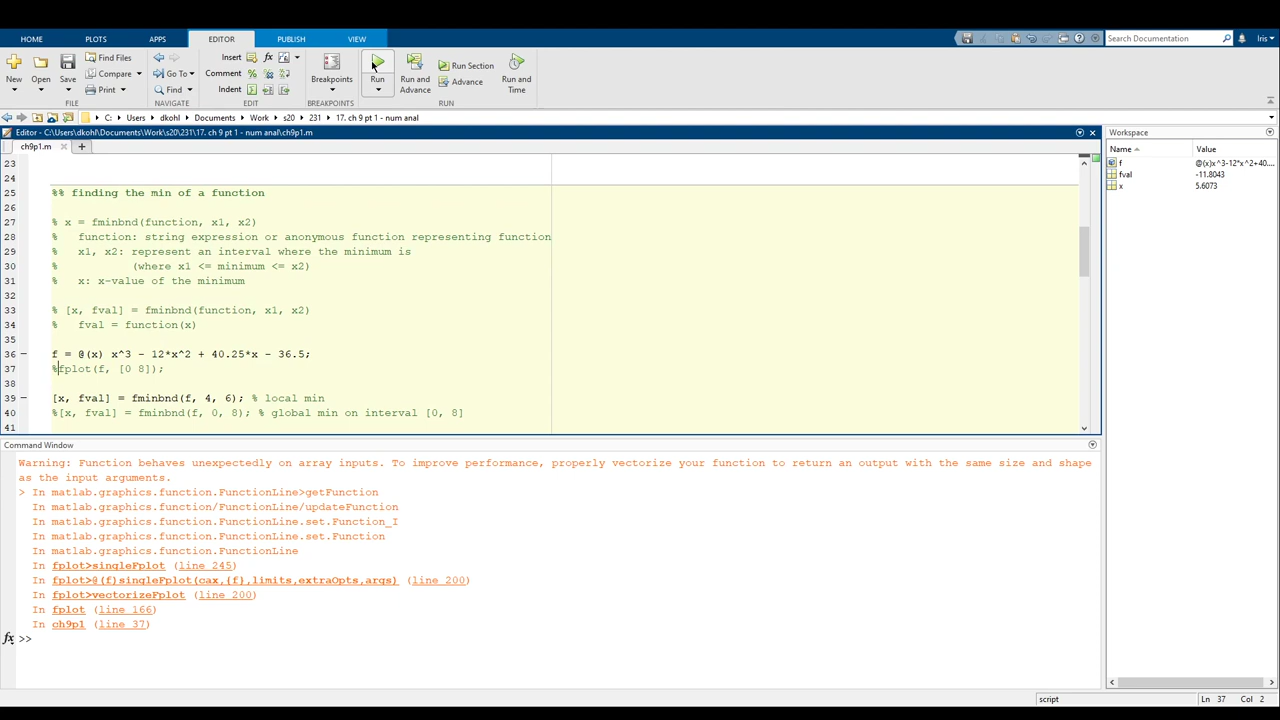 HOME PLOTS APPS EDITOR PUBLISH VIEW Search Documentation Iris
New Open Save Find Files Compare Print
Go To Find
Insert fx
Comment
Indent
Breakpoints Run Run and Advance Run Section Advance Run and Time
FILE NAVIGATE EDIT BREAKPOINTS RUN
C: Users dkohl Documents Work s20 231 17. ch 9 pt 1 - num anal
Editor - C:\Users\dkohl\Documents\Work\s20\231\17. ch 9 pt 1 - num anal\ch9p1.m
ch9p1.m
23
24
25 %% finding the min of a function
26
27 % x = fminbnd(function, x1, x2)
28 % function: string expression or anonymous function representing function
29 % x1, x2: represent an interval where the minimum is
30 % (where x1 <= minimum <= x2)
31 % x: x-value of the minimum
32
33 % [x, fval] = fminbnd(function, x1, x2)
34 % fval = function(x)
35
36 f = @(x) x^3 - 12*x^2 + 40.25*x - 36.5;
37 %fplot(f, [0 8]);
38
39 [x, fval] = fminbnd(f, 4, 6); % local min
40 %[x, fval] = fminbnd(f, 0, 8); % global min on interval [0, 8]
41
Command Window
Warning: Function behaves unexpectedly on array inputs. To improve performance, properly vectorize your function to return an output with the same size and shape
as the input arguments.
> In matlab.graphics.function.FunctionLine>getFunction
In matlab.graphics.function/FunctionLine/updateFunction
In matlab.graphics.function.FunctionLine.set.Function_I
In matlab.graphics.function.FunctionLine.set.Function
In matlab.graphics.function.FunctionLine
In fplot>singleFplot (line 245)
In fplot>@(f)singleFplot(cax,{f},limits,extraOpts,args) (line 200)
In fplot>vectorizeFplot (line 200)
In fplot (line 166)
In ch9p1 (line 37)
fx >>
Workspace
Name Value
f @(x)x^3-12*x^2+40....
fval -11.8043
x 5.6073
script Ln 37 Col 2